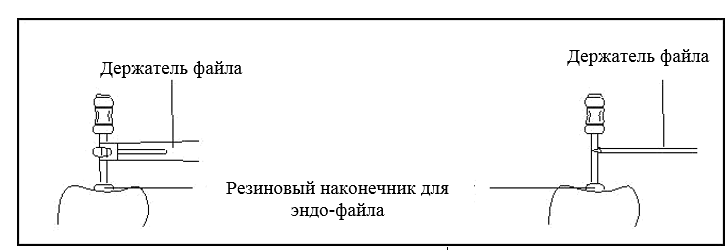 Держатель файла
Держатель файла
Резиновый наконечник для
эндо-файла